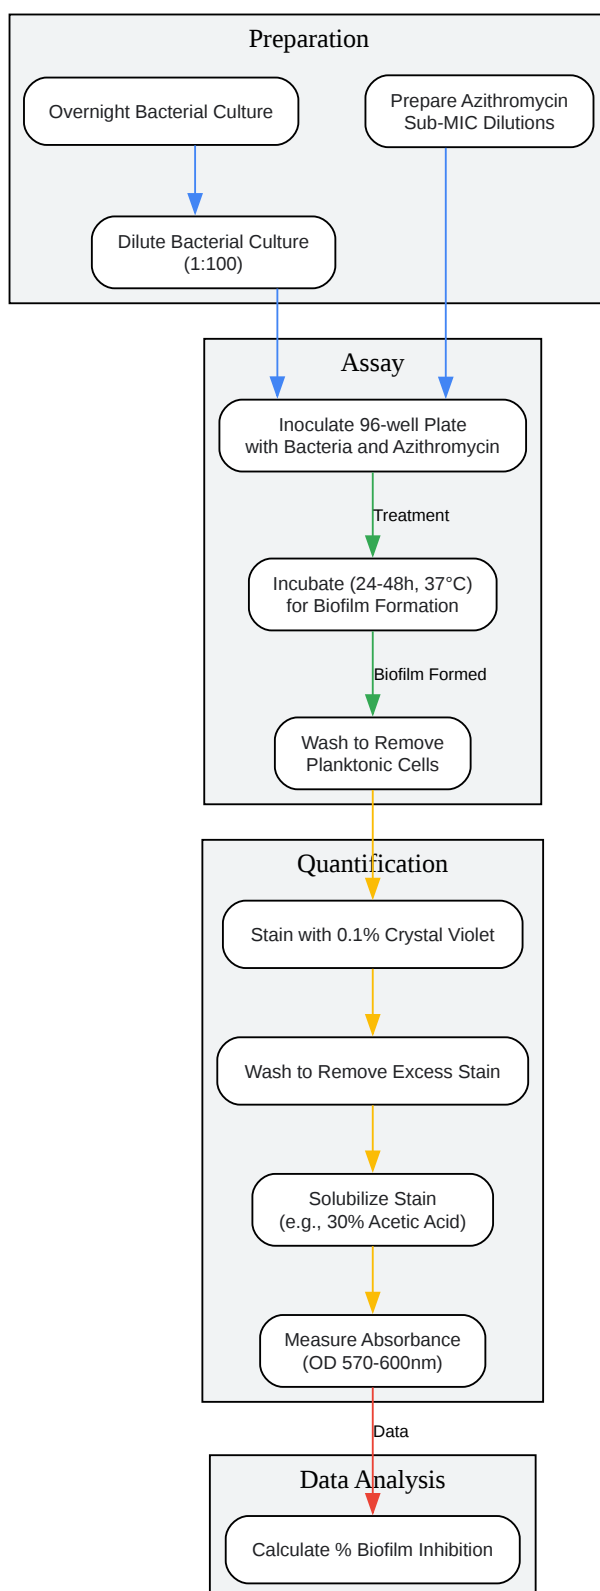 Preparation
Overnight Bacterial Culture
Prepare Azithromycin
Sub-MIC Dilutions
Dilute Bacterial Culture
(1:100)
Assay
Inoculate 96-well Plate
with Bacteria and Azithromycin
Treatment
Incubate (24-48h, 37°C)
for Biofilm Formation
Biofilm Formed
Wash to Remove
Planktonic Cells
Quantification
Stain with 0.1% Crystal Violet
Wash to Remove Excess Stain
Solubilize Stain
(e.g., 30% Acetic Acid)
Measure Absorbance
(OD 570-600nm)
Data
Data Analysis
Calculate % Biofilm Inhibition